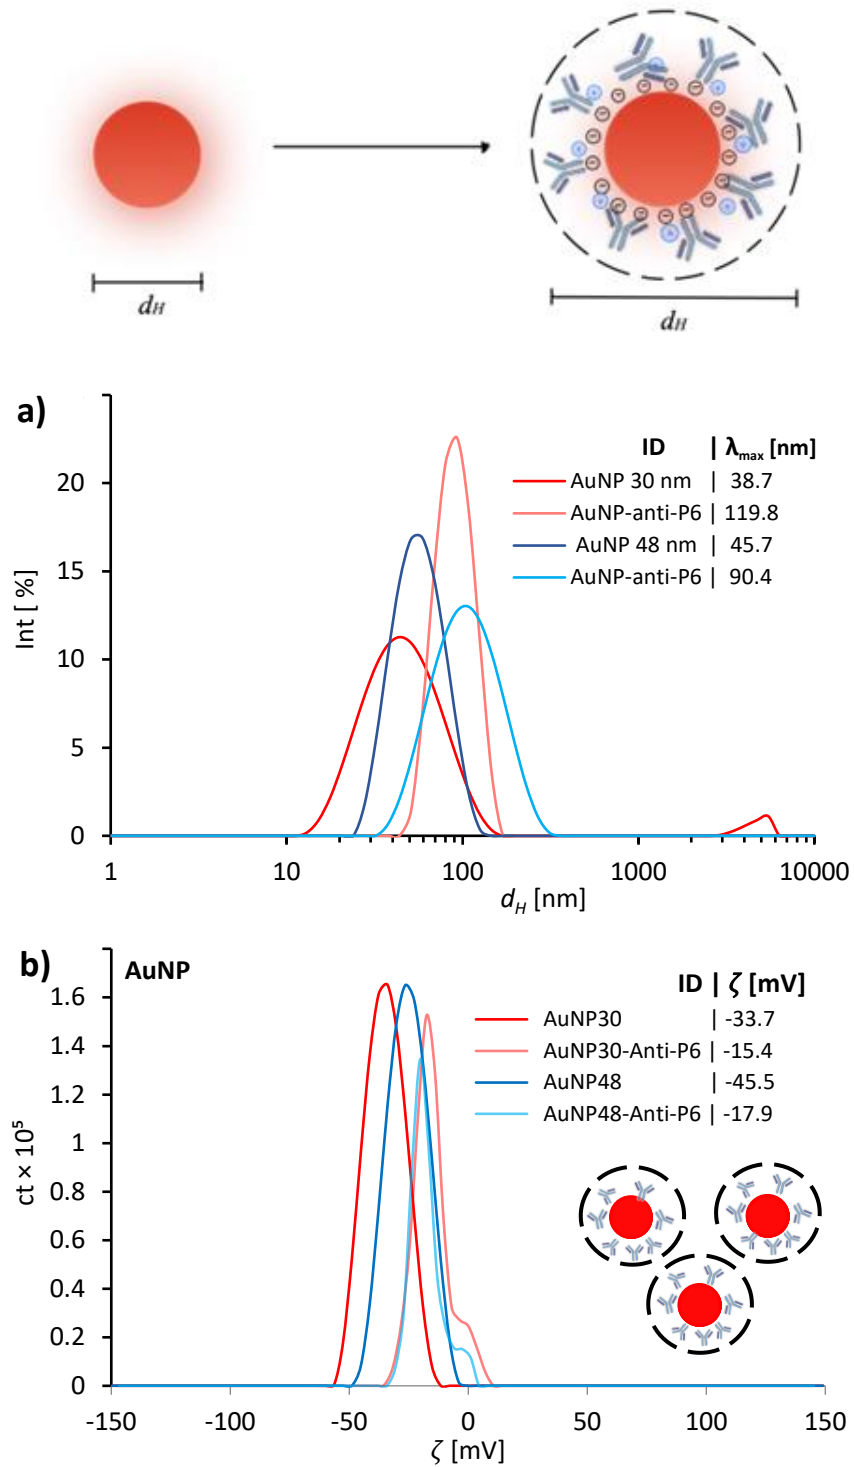 dH
dH
a)
ID | λmax [nm]
AuNP 30 nm | 38.7
AuNP-anti-P6 | 119.8
AuNP 48 nm | 45.7
AuNP-anti-P6 | 90.4
Int [ %]
20
15
10
5
0
1 10 100 1000 10000
dH [nm]
b)
AuNP
ID | ζ [mV]
AuNP30 | -33.7
AuNP30-Anti-P6 | -15.4
AuNP48 | -45.5
AuNP48-Anti-P6 | -17.9
ct × 10⁵
1.6
1.4
1.2
1
0.8
0.6
0.4
0.2
0
-150 -100 -50 0 50 100 150
ζ [mV]